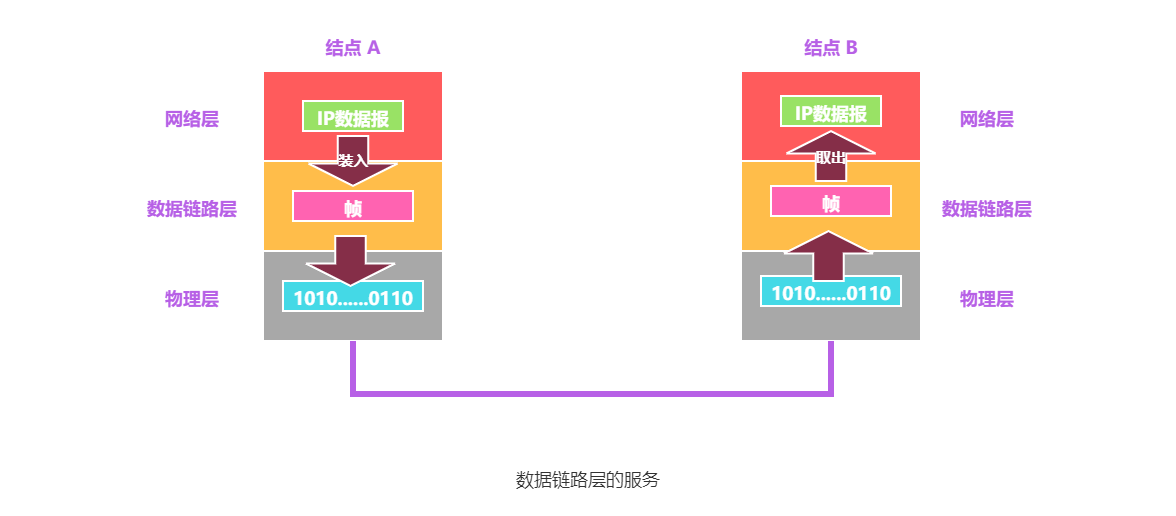 结点 A
结点 B
网络层
IP数据报
IP数据报
网络层
装入
取出
数据链路层
帧
帧
数据链路层
物理层
1010......0110
1010......0110
物理层
数据链路层的服务